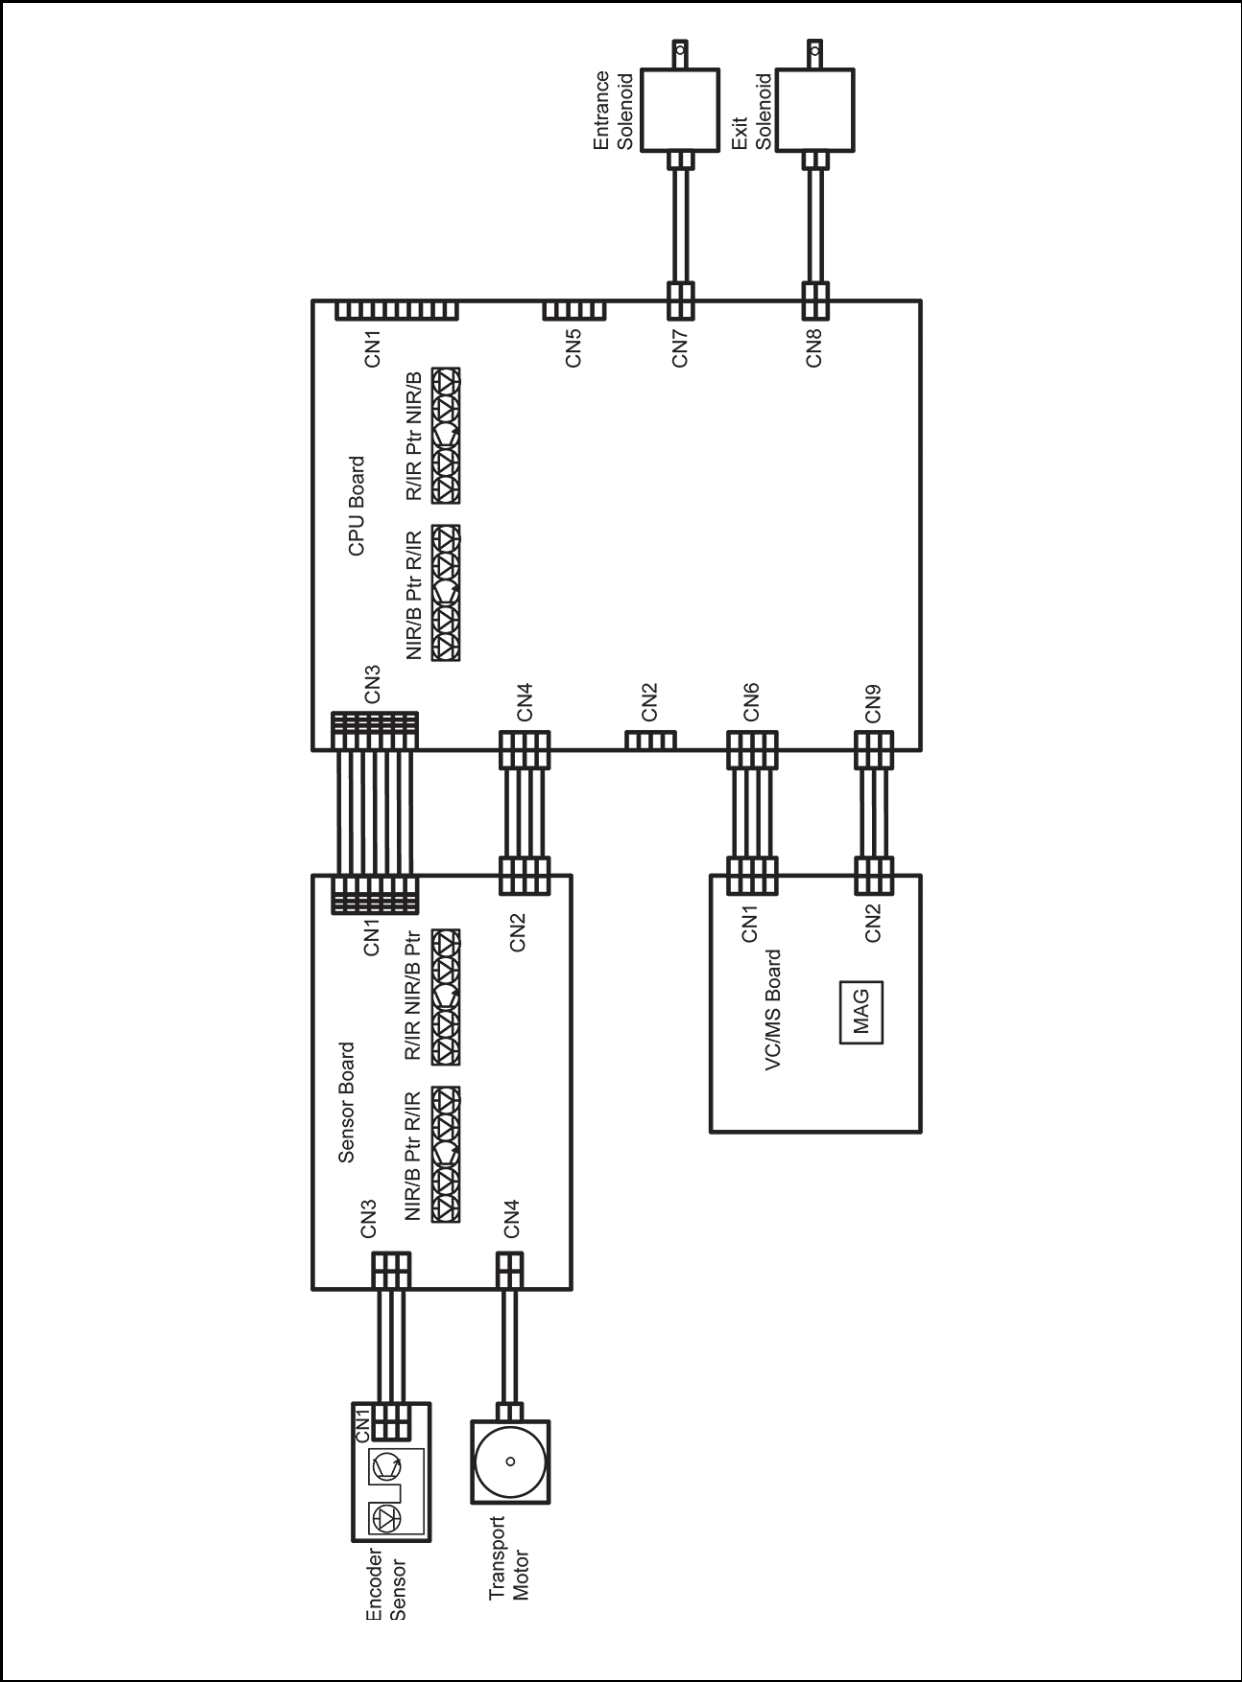 Entrance
Solenoid
Exit
Solenoid
CN1
CN5
CN7
CN8
CPU Board
R/IR Ptr NIR/B
NIR/B Ptr R/IR
CN3
CN4
CN2
CN6
CN9
CN1
CN2
CN1
CN2
Sensor Board
R/IR NIR/B Ptr
NIR/B Ptr R/IR
VC/MS Board
MAG
CN3
CN4
CN1
Encoder
Sensor
Transport
Motor